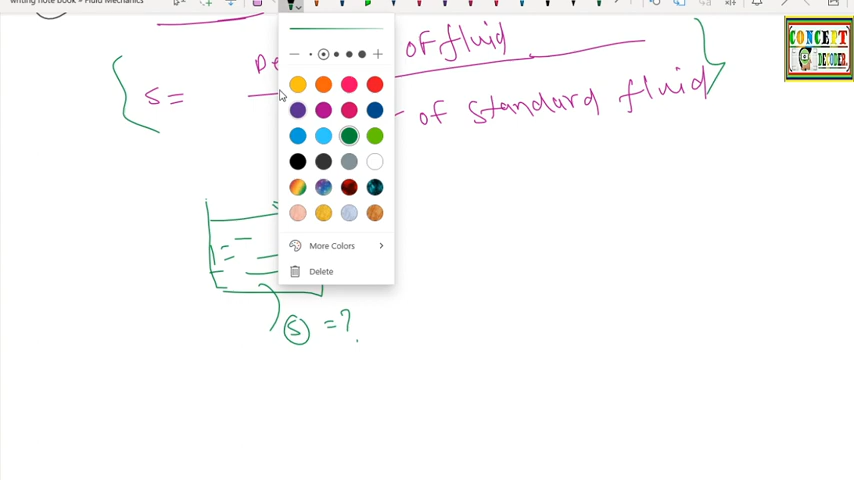 writing note book » Fluid Mechanics
of fluid
S =
of standard fluid
CONCEPT
DECODER
More Colors
Delete
S = ?